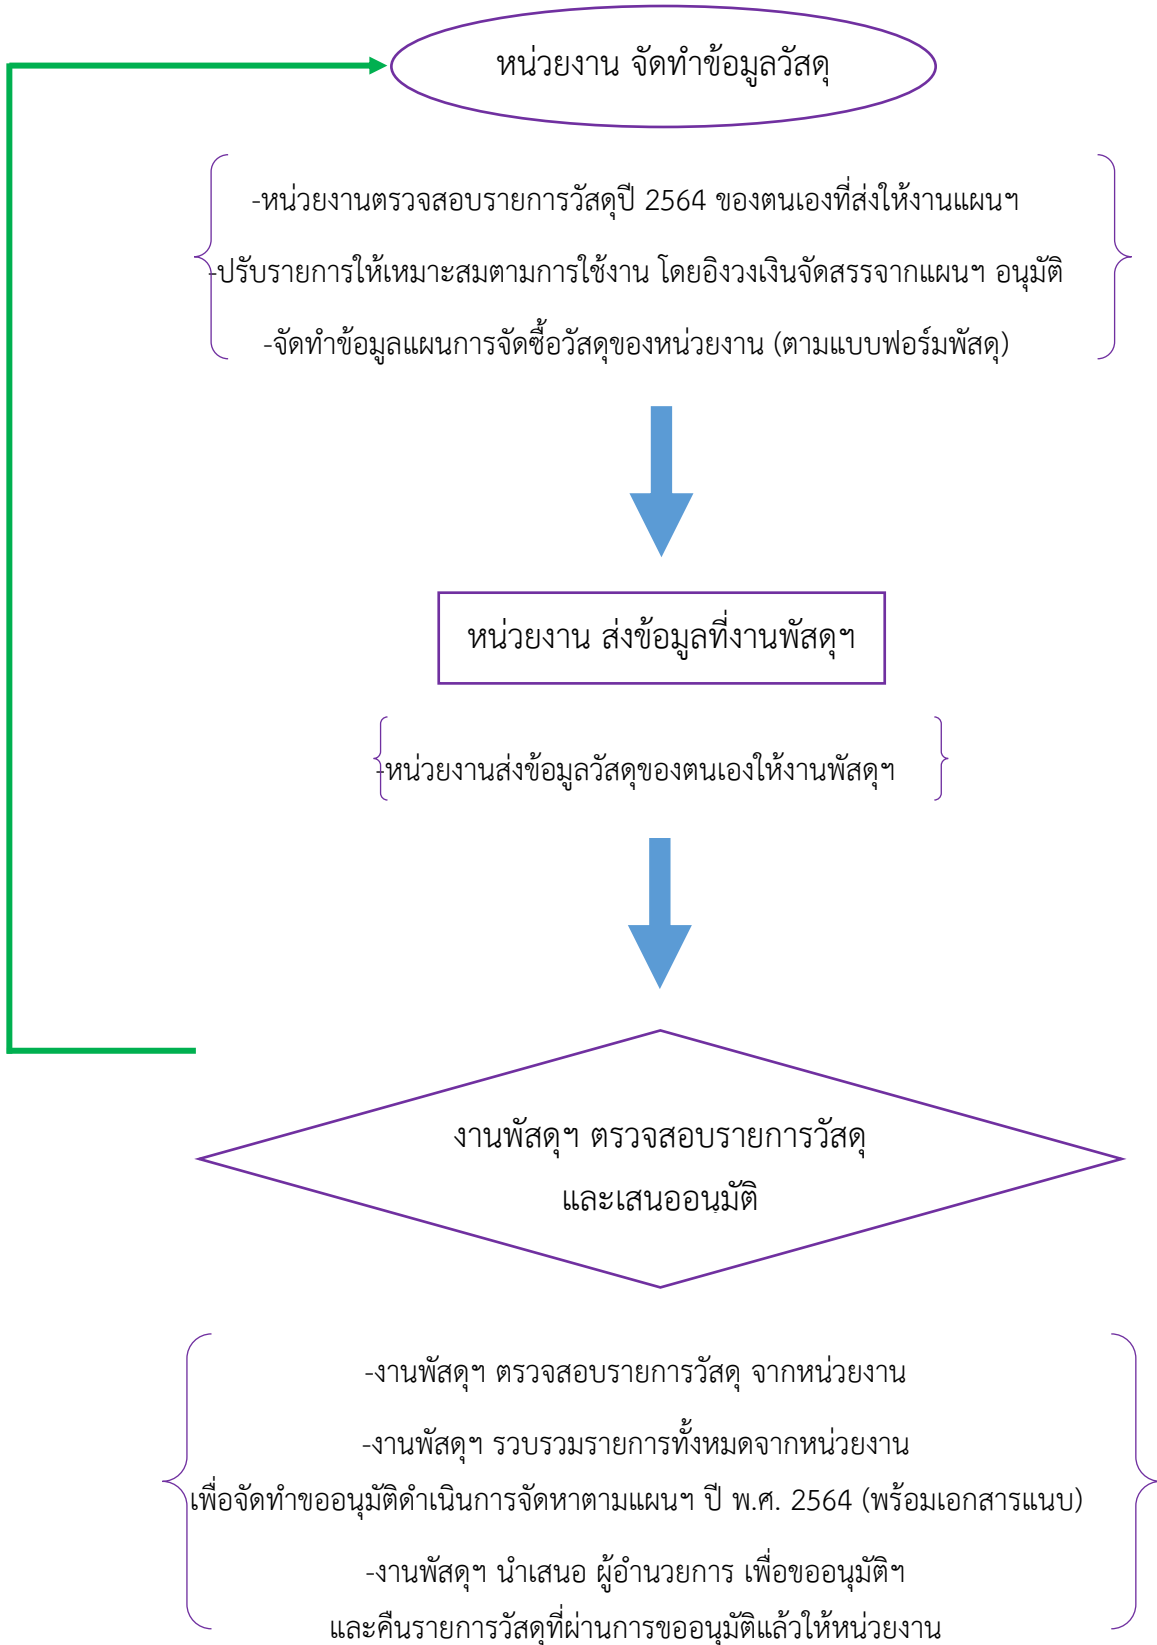 หน่วยงาน จัดทำข้อมูลวัสดุ
-หน่วยงานตรวจสอบรายการวัสดุปี 2564 ของตนเองที่ส่งให้งานแผนฯ
-ปรับรายการให้เหมาะสมตามการใช้งาน โดยอิงวงเงินจัดสรรจากแผนฯ อนุมัติ
-จัดทำข้อมูลแผนการจัดซื้อวัสดุของหน่วยงาน (ตามแบบฟอร์มพัสดุ)
หน่วยงาน ส่งข้อมูลที่งานพัสดุฯ
-หน่วยงานส่งข้อมูลวัสดุของตนเองให้งานพัสดุฯ
งานพัสดุฯ ตรวจสอบรายการวัสดุ
และเสนออนุมัติ
-งานพัสดุฯ ตรวจสอบรายการวัสดุ จากหน่วยงาน
-งานพัสดุฯ รวบรวมรายการทั้งหมดจากหน่วยงาน
เพื่อจัดทำขออนุมัติดำเนินการจัดหาตามแผนฯ ปี พ.ศ. 2564 (พร้อมเอกสารแนบ)
-งานพัสดุฯ นำเสนอ ผู้อำนวยการ เพื่อขออนุมัติฯ
และคืนรายการวัสดุที่ผ่านการขออนุมัติแล้วให้หน่วยงาน